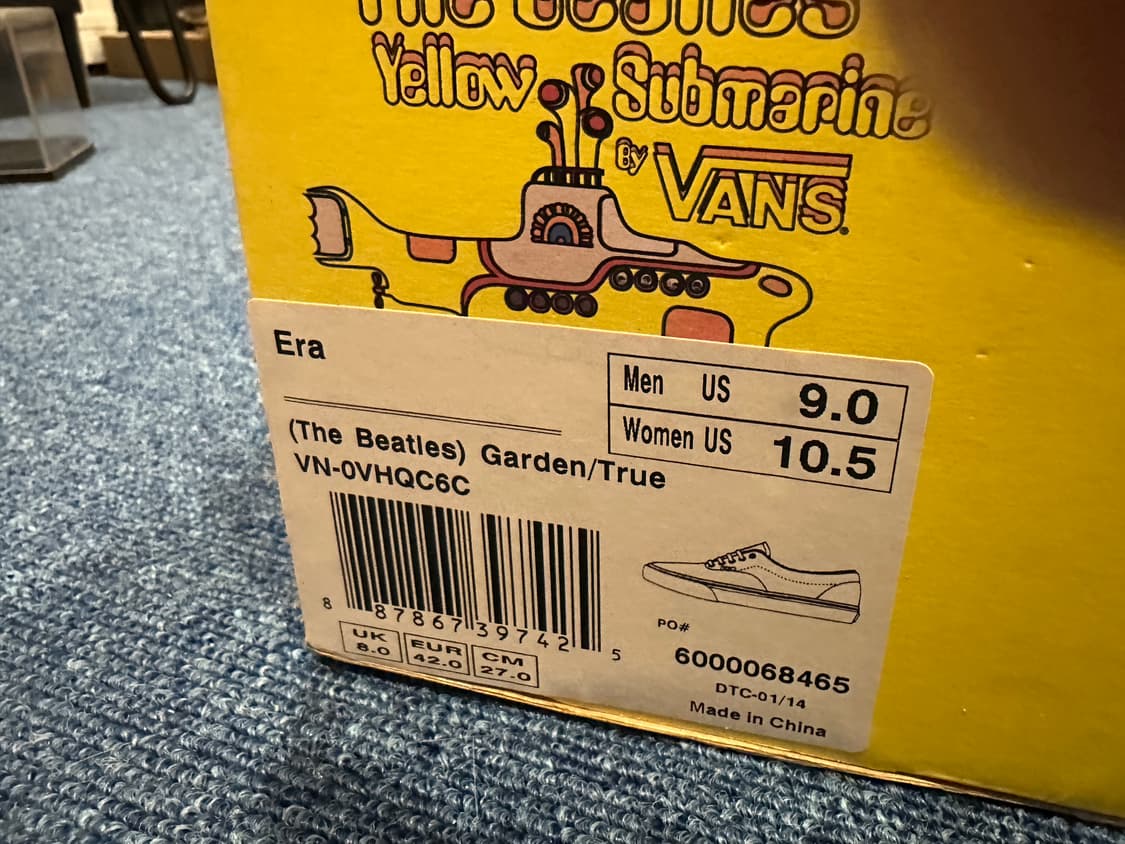 The Beatles
Yellow Submarine
By VANS
Era
Men US 9.0
Women US 10.5
(The Beatles) Garden/True
VN-0VHQC6C
8 87867 39742 5
UK 8.0
EUR 42.0
CM 27.0
PO#
6000068465
DTC-01/14
Made in China